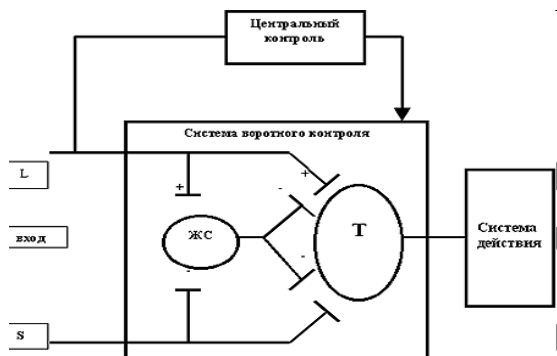 Центральный
контроль
Система воротного контроля
L
+
-
+
ЖС
Т
вход
Система
действия
-
-
S